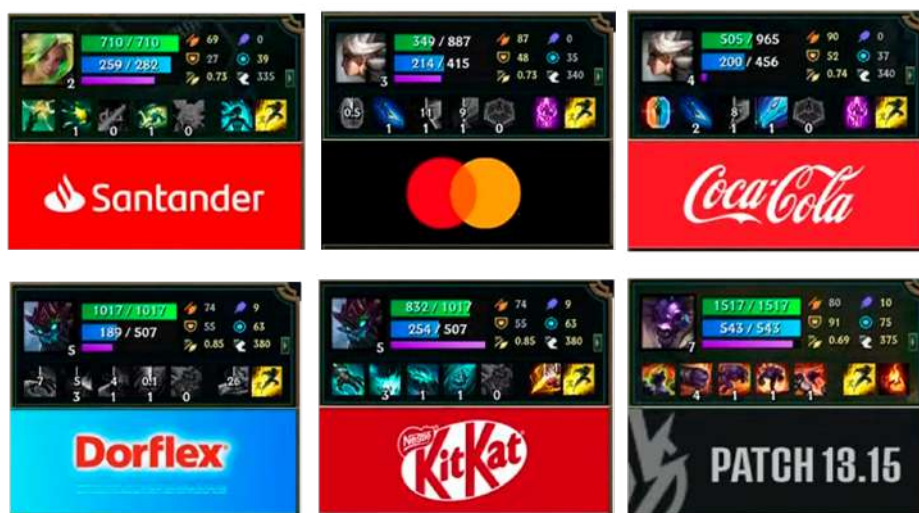 710 / 710 69 0
259 / 282 27 39
2 0.73 335
1 0 1 0
Santander
349 / 887 87 0
214 / 415 48 35
3 0.73 340
0.5 11 9
1 1 1 0
505 / 965 90 0
200 / 456 52 37
4 0.74 340
8
2 1 1 0
Coca-Cola
1017 / 1017 74 9
189 / 507 55 63
5 0.85 380
7 5 4 0.1 26
3 1 1 0
Dorflex
832 / 1017 74 9
254 / 507 55 63
5 0.85 380
3 1 1 0
Nestlé
KitKat
1517 / 1517 80 10
543 / 543 91 75
7 0.69 375
4 1 1 1
PATCH 13.15